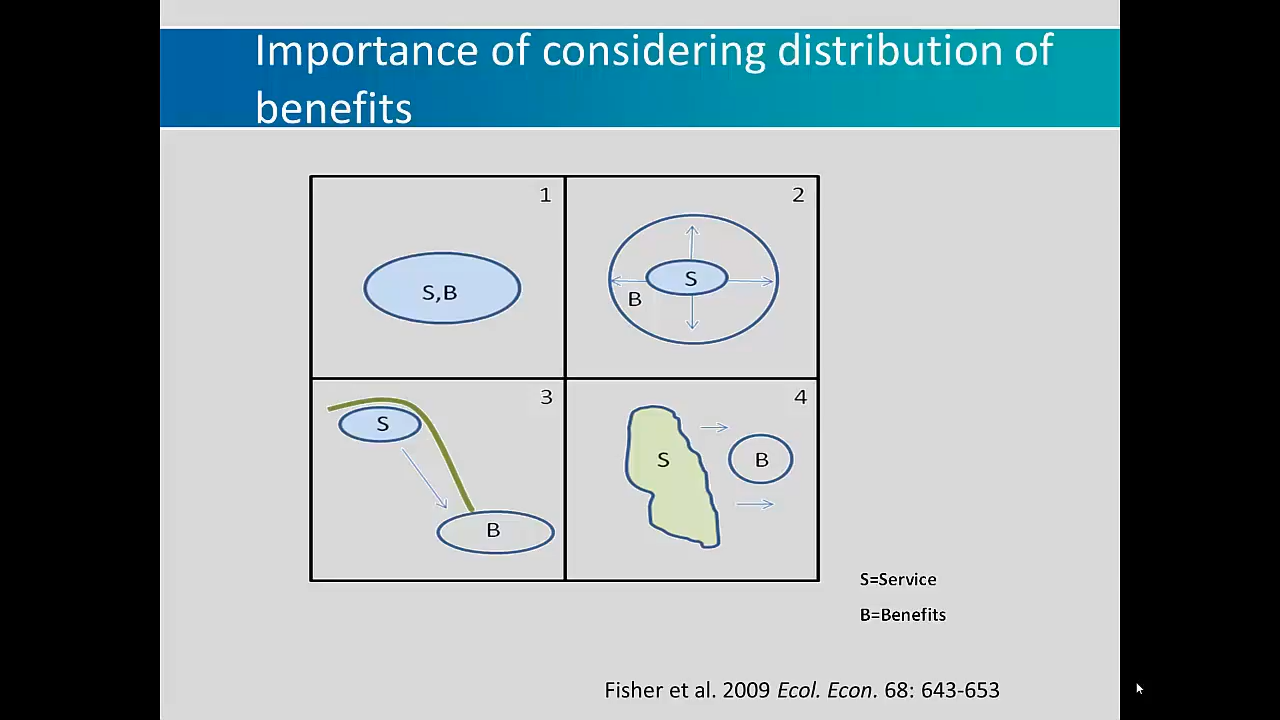 Importance of considering distribution of
benefits
1
S,B
2
S
B
3
S
B
4
S
B
S=Service
B=Benefits
Fisher et al. 2009 Ecol. Econ. 68: 643-653